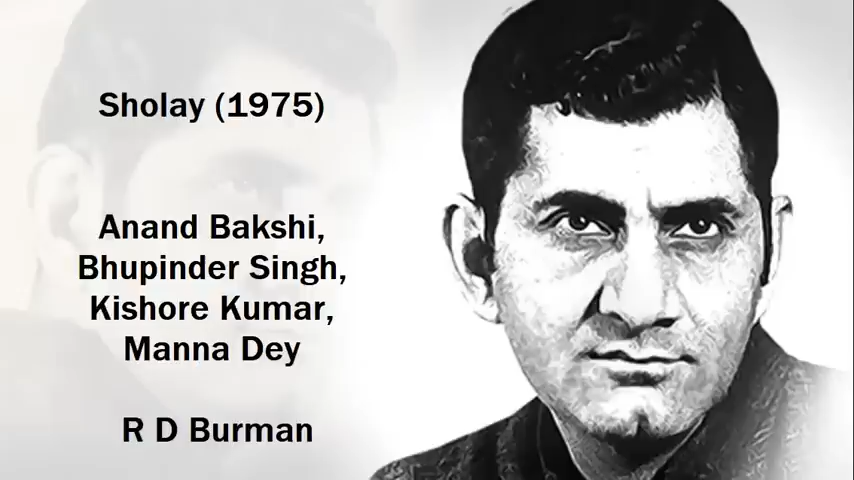 Sholay (1975)
Anand Bakshi,
Bhupinder Singh,
Kishore Kumar,
Manna Dey
R D Burman